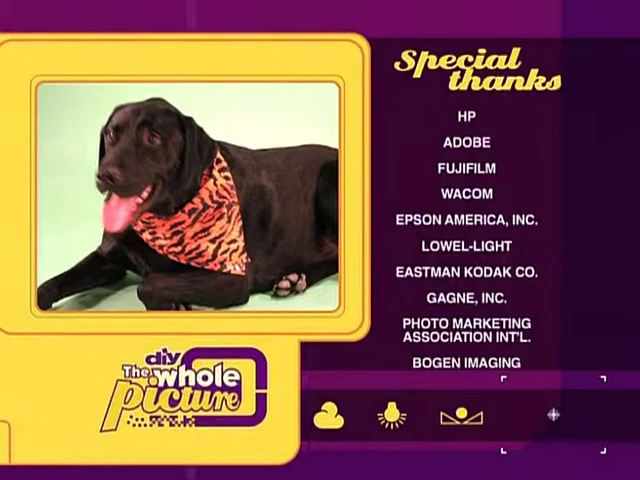 Special
thanks
HP
ADOBE
FUJIFILM
WACOM
EPSON AMERICA, INC.
LOWEL-LIGHT
EASTMAN KODAK CO.
GAGNE, INC.
PHOTO MARKETING
ASSOCIATION INT'L.
BOGEN IMAGING
diy
The whole
picture